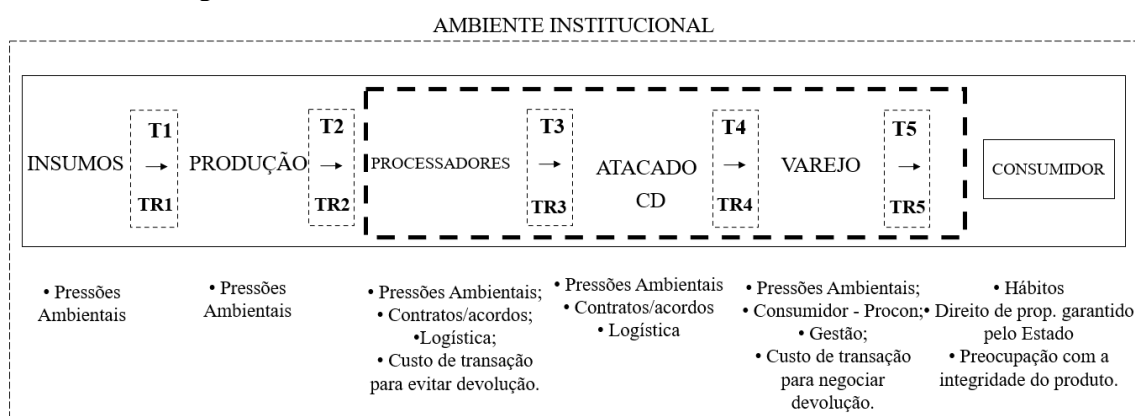 AMBIENTE INSTITUCIONAL
T1 T2 T3 T4 T5
INSUMOS → PRODUÇÃO → PROCESSADORES → ATACADO CD → VAREJO → CONSUMIDOR
TR1 TR2 TR3 TR4 TR5
• Pressões
Ambientais
• Pressões
Ambientais
• Pressões Ambientais;
• Contratos/acordos;
•Logística;
• Custo de transação
para evitar devolução.
• Pressões Ambientais
• Contratos/acordos
• Logística
• Pressões Ambientais;
• Consumidor - Procon;
• Gestão;
• Custo de transação
para negociar
devolução.
• Hábitos
• Direito de prop. garantido
pelo Estado
• Preocupação com a
integridade do produto.